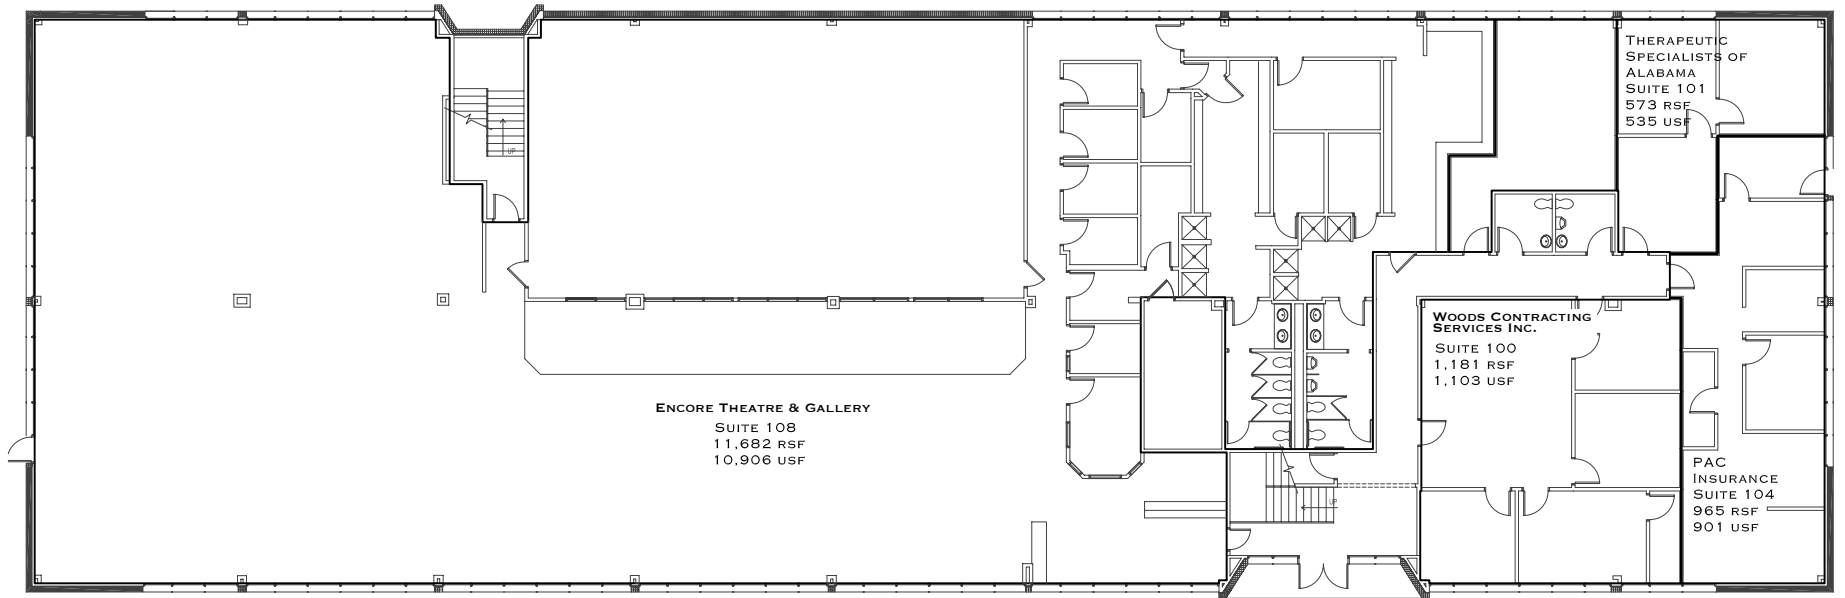 THERAPEUTIC
SPECIALISTS OF
ALABAMA
SUITE 101
573 RSF
535 USF
UP
WOODS CONTRACTING
SERVICES INC.
SUITE 100
1,181 RSF
1,103 USF
ENCORE THEATRE & GALLERY
SUITE 108
11,682 RSF
10,906 USF
PAC
INSURANCE
SUITE 104
965 RSF
901 USF
UP